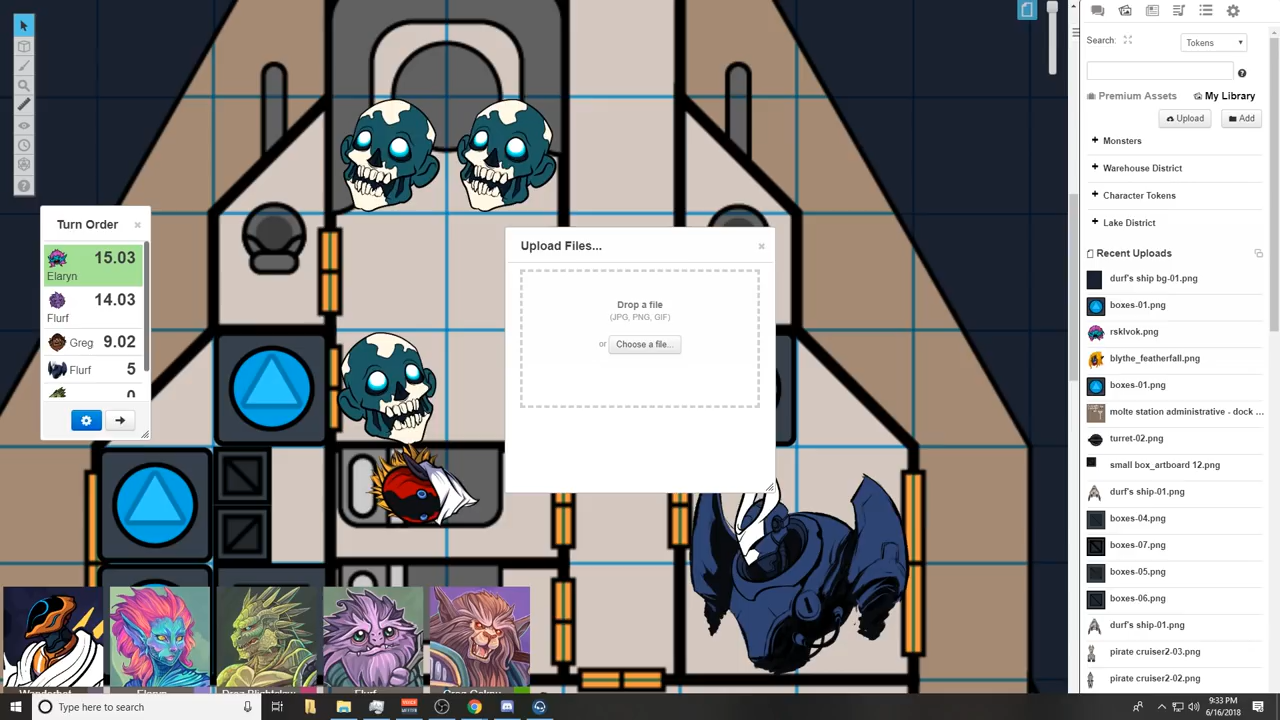 Search:
Tokens
Premium Assets
My Library
Upload
Add
Monsters
Warehouse District
Character Tokens
Lake District
Recent Uploads
durf's ship bg-01.png
boxes-01.png
rsklvok.png
blythe_featherfall.png
boxes-01.png
molte station administrative - dock ...
turret-02.png
small box_artboard 12.png
durf's ship-01.png
boxes-04.png
boxes-07.png
boxes-05.png
boxes-06.png
durf's ship-01.png
pirate cruiser2-03.png
pirate cruiser2-02.png
Turn Order
15.03
Elaryn
14.03
Flurf
Greg 9.02
Flurf 5
Upload Files...
Drop a file
(JPG, PNG, GIF)
or Choose a file...
Type here to search
9:33 PM
6/16/2018